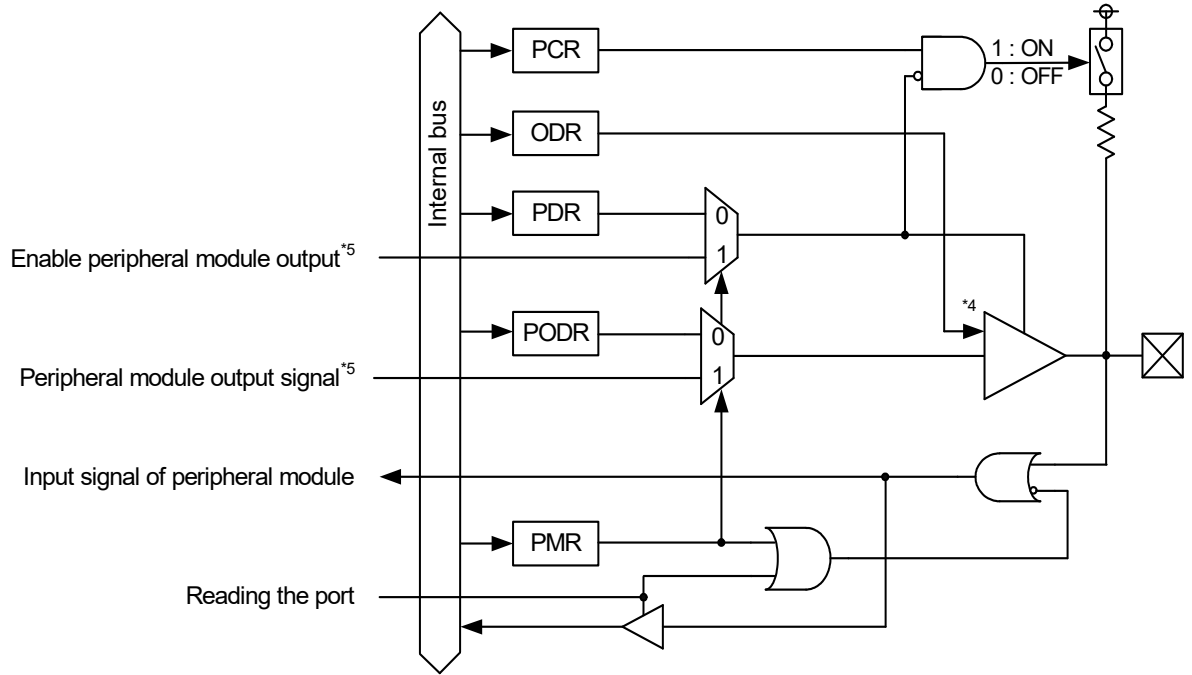 PCR
1 : ON
0 : OFF
Internal bus
ODR
PDR
0
Enable peripheral module output*5
1
*4
PODR
0
Peripheral module output signal*5
1
Input signal of peripheral module
PMR
Reading the port